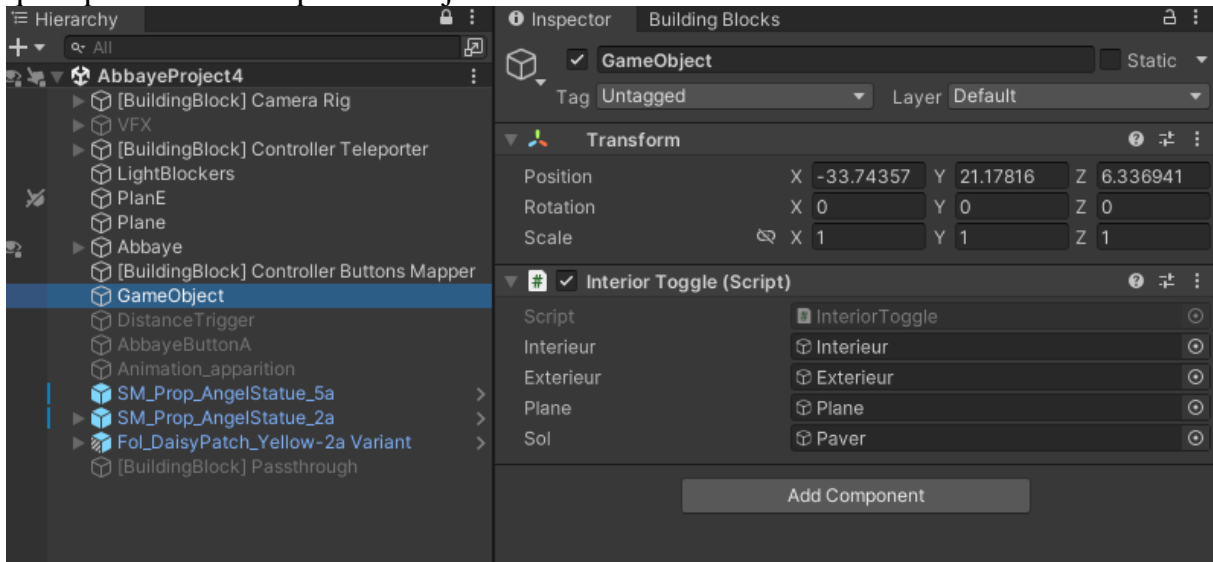 Hierarchy
All
AbbayeProject4
[BuildingBlock] Camera Rig
VFX
[BuildingBlock] Controller Teleporter
LightBlockers
PlanE
Plane
Abbaye
[BuildingBlock] Controller Buttons Mapper
GameObject
DistanceTrigger
AbbayeButtonA
Animation_apparition
SM_Prop_AngelStatue_5a
SM_Prop_AngelStatue_2a
Fol_DaisyPatch_Yellow-2a Variant
[BuildingBlock] Passthrough
Inspector Building Blocks
GameObject Static
Tag Untagged Layer Default
Transform
Position X -33.74357 Y 21.17816 Z 6.336941
Rotation X 0 Y 0 Z 0
Scale X 1 Y 1 Z 1
# Interior Toggle (Script)
Script InteriorToggle
Interieur Interieur
Exterieur Exterieur
Plane Plane
Sol Paver
Add Component